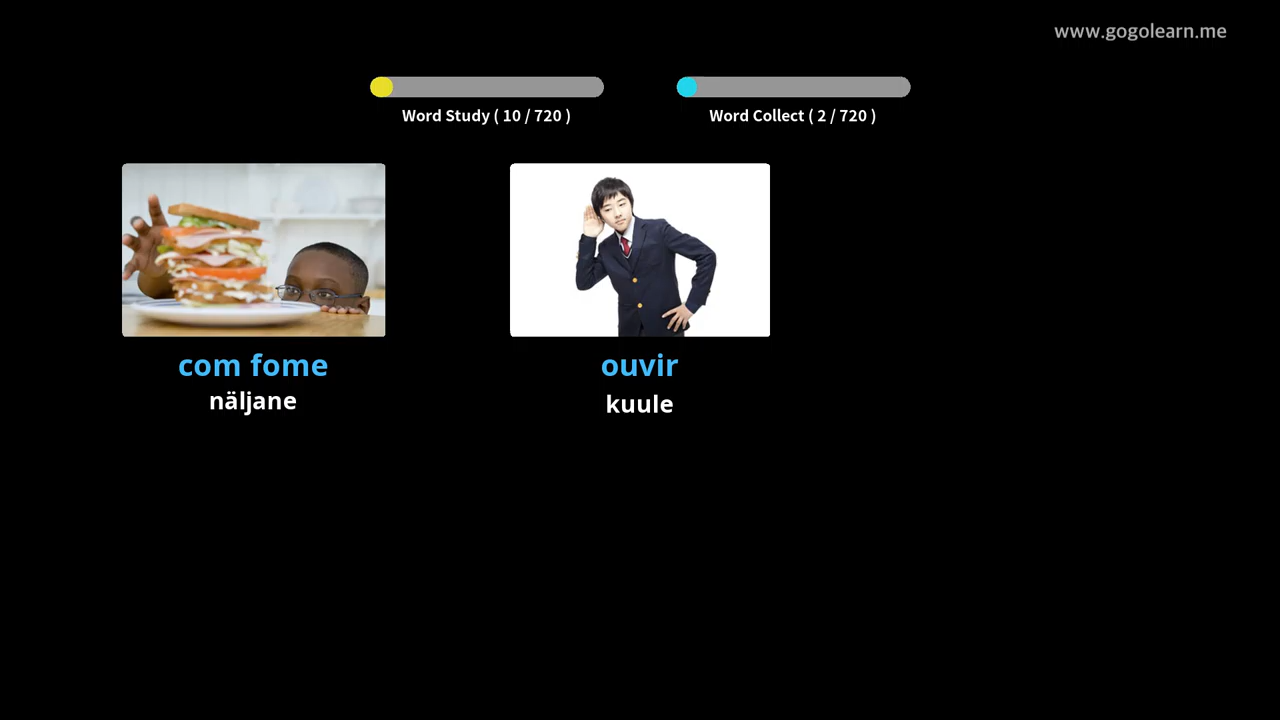 www.gogolearn.me
Word Study ( 10 / 720 )
Word Collect ( 2 / 720 )
com fome
näljane
ouvir
kuule